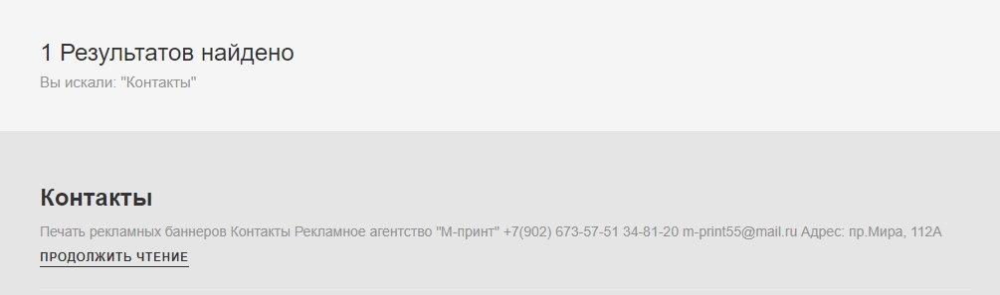 1 Результатов найдено
Вы искали: "Контакты"
Контакты
Печать рекламных баннеров Контакты Рекламное агентство "М-принт" +7(902) 673-57-51 34-81-20 m-print55@mail.ru Адрес: пр.Мира, 112А
ПРОДОЛЖИТЬ ЧТЕНИЕ